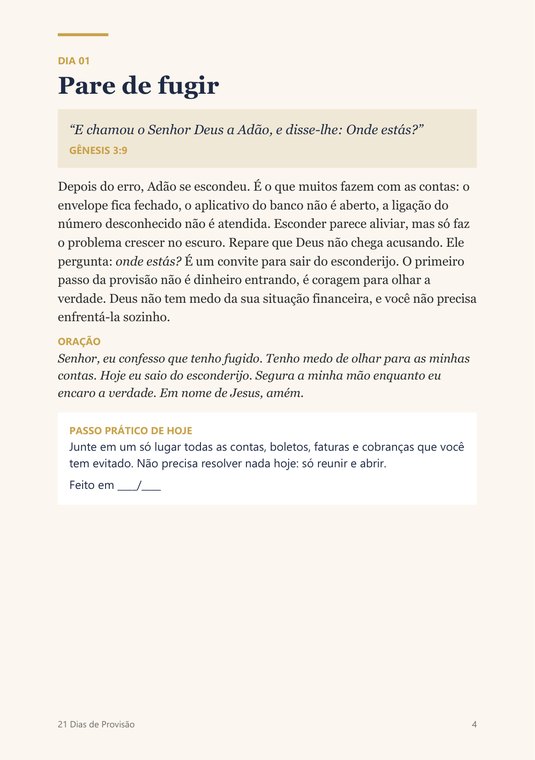 DIA 01
Pare de fugir
“E chamou o Senhor Deus a Adão, e disse-lhe: Onde estás?”
GÊNESIS 3:9
Depois do erro, Adão se escondeu. É o que muitos fazem com as contas: o
envelope fica fechado, o aplicativo do banco não é aberto, a ligação do
número desconhecido não é atendida. Esconder parece aliviar, mas só faz
o problema crescer no escuro. Repare que Deus não chega acusando. Ele
pergunta: onde estás? É um convite para sair do esconderijo. O primeiro
passo da provisão não é dinheiro entrando, é coragem para olhar a
verdade. Deus não tem medo da sua situação financeira, e você não precisa
enfrentá-la sozinho.
ORAÇÃO
Senhor, eu confesso que tenho fugido. Tenho medo de olhar para as minhas
contas. Hoje eu saio do esconderijo. Segura a minha mão enquanto eu
encaro a verdade. Em nome de Jesus, amém.
PASSO PRÁTICO DE HOJE
Junte em um só lugar todas as contas, boletos, faturas e cobranças que você
tem evitado. Não precisa resolver nada hoje: só reunir e abrir.
Feito em ____/____
21 Dias de Provisão
4